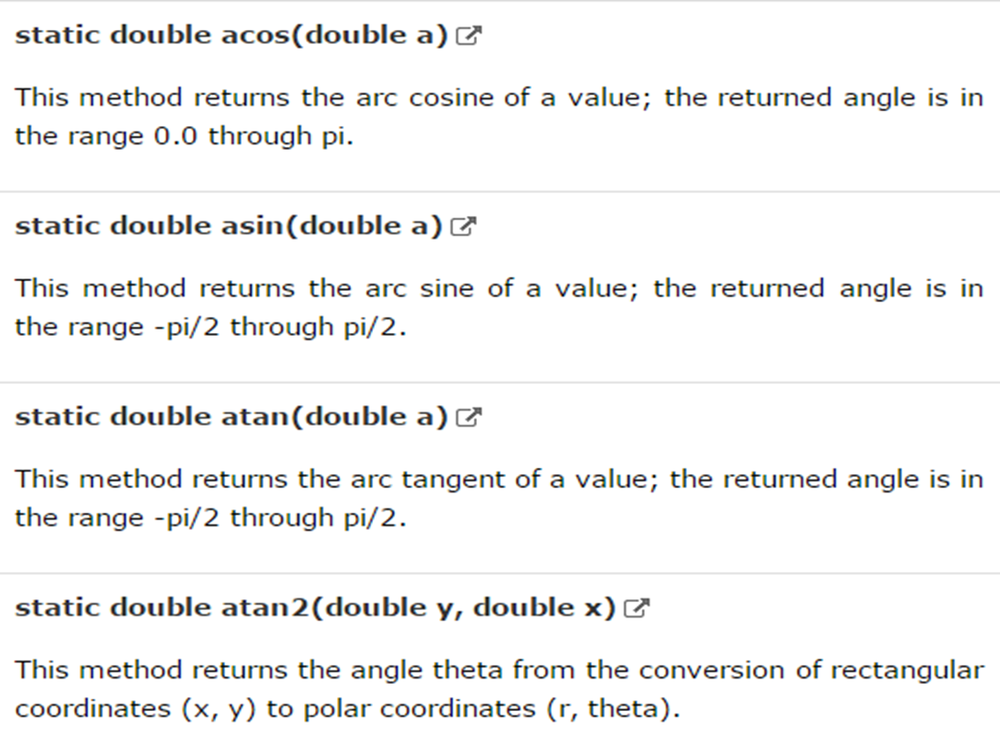 static double acos(double a)
This method returns the arc cosine of a value; the returned angle is in
the range 0.0 through pi.
static double asin(double a)
This method returns the arc sine of a value; the returned angle is in
the range -pi/2 through pi/2.
static double atan(double a)
This method returns the arc tangent of a value; the returned angle is in
the range -pi/2 through pi/2.
static double atan2(double y, double x)
This method returns the angle theta from the conversion of rectangular
coordinates (x, y) to polar coordinates (r, theta).